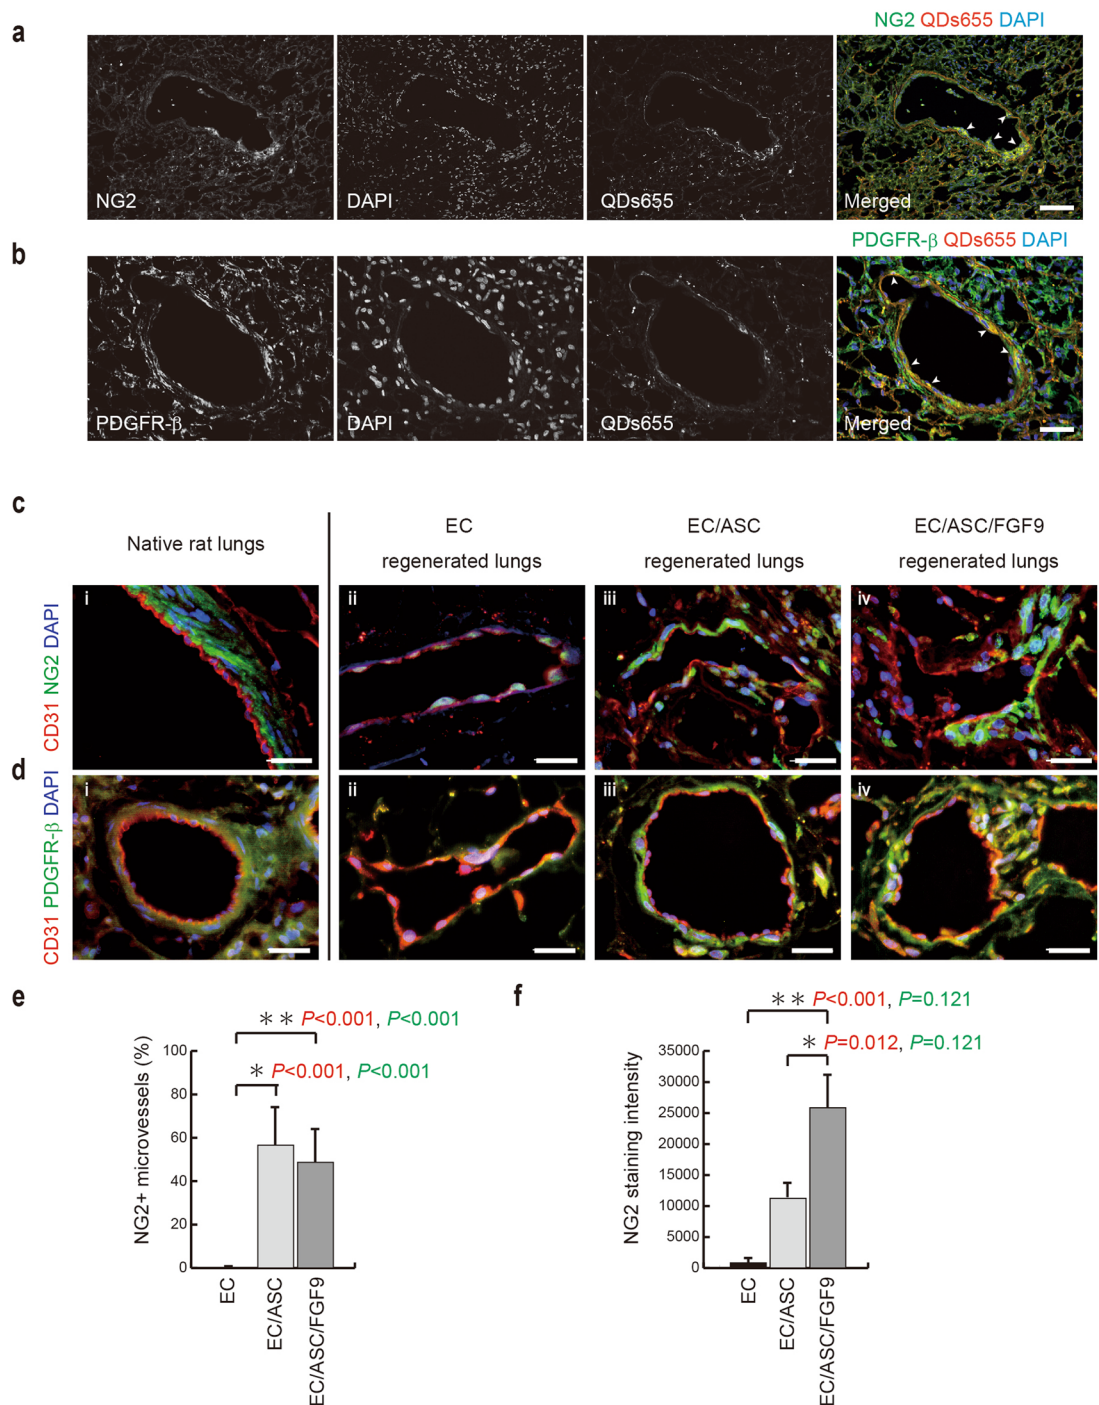 a
NG2 QDs655 DAPI
NG2
DAPI
QDs655
Merged
b
PDGFR-β QDs655 DAPI
PDGFR-β
DAPI
QDs655
Merged
c
Native rat lungs
EC
regenerated lungs
EC/ASC
regenerated lungs
EC/ASC/FGF9
regenerated lungs
CD31 NG2 DAPI
i
ii
iii
iv
d
CD31 PDGFR-β DAPI
i
ii
iii
iv
e
** P<0.001, P<0.001
* P<0.001, P<0.001
NG2+ microvessels (%)
100
80
60
40
20
0
EC
EC/ASC
EC/ASC/FGF9
f
** P<0.001, P=0.121
* P=0.012, P=0.121
NG2 staining intensity
35000
30000
25000
20000
15000
10000
5000
0
EC
EC/ASC
EC/ASC/FGF9